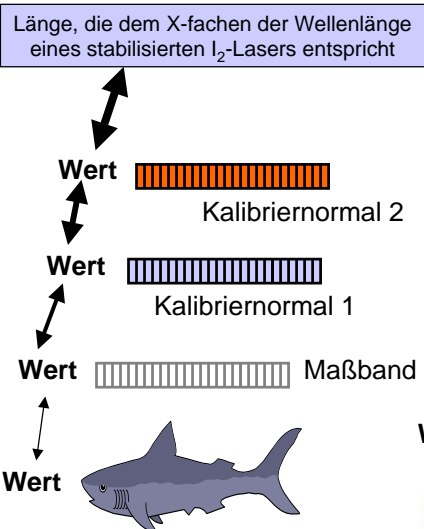 Länge, die dem X-fachen der Wellenlänge
eines stabilisierten I₂-Lasers entspricht
Wert
Kalibriernormal 2
Wert
Kalibriernormal 1
Wert Maßband
Wert